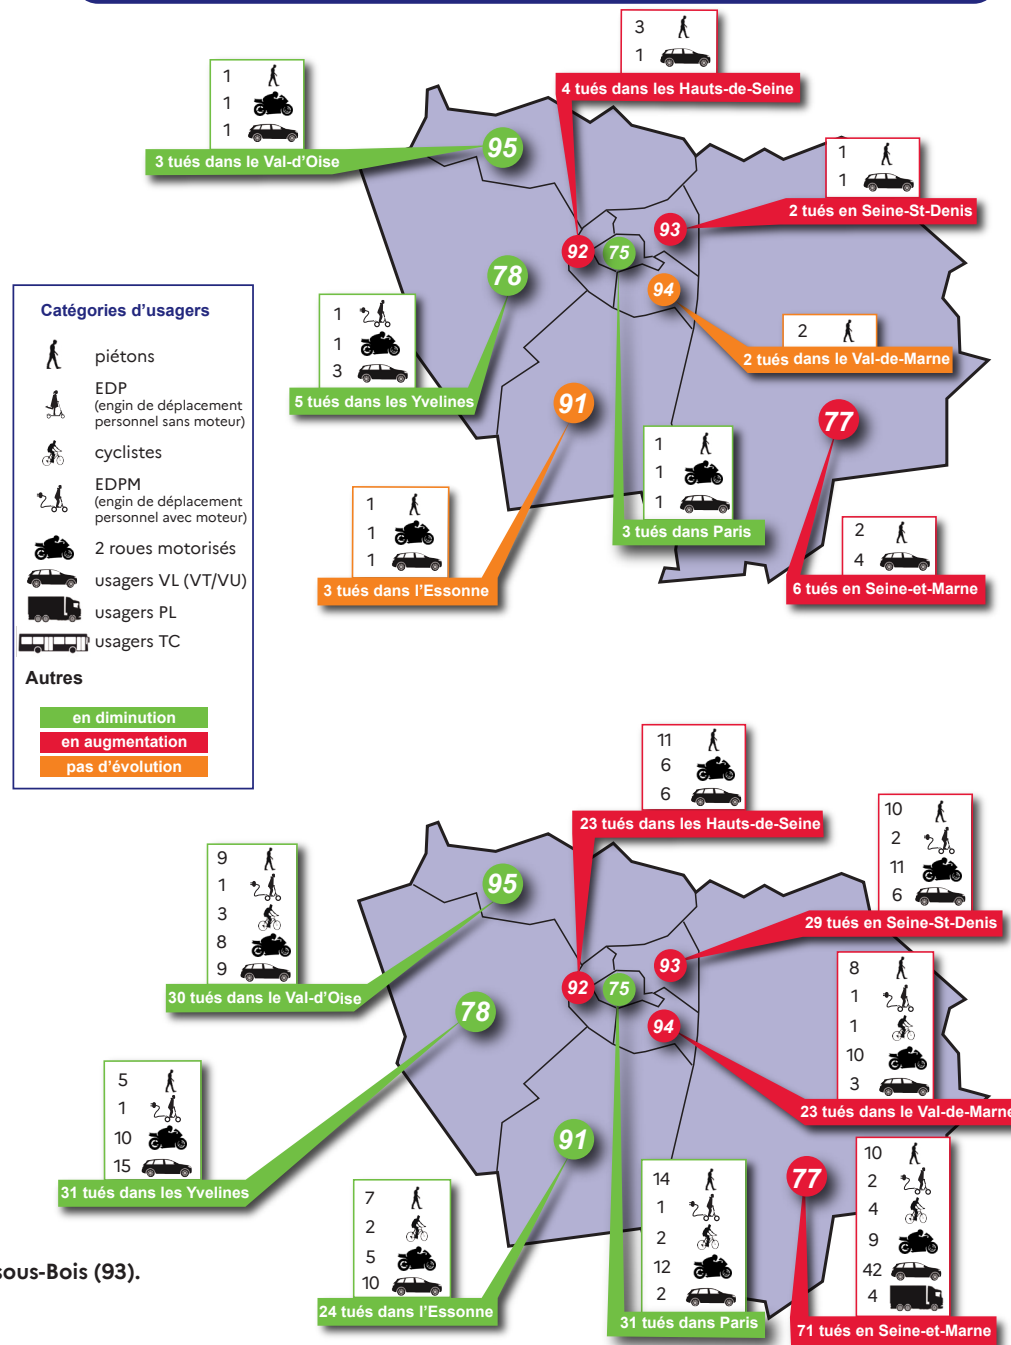 3
1
4 tués dans les Hauts-de-Seine
1
1
1
3 tués dans le Val-d'Oise
95
1
1
2 tués en Seine-St-Denis
93
92
75
78
94
Catégories d'usagers
piétons
EDP
(engin de déplacement
personnel sans moteur)
cyclistes
EDPM
(engin de déplacement
personnel avec moteur)
2 roues motorisés
usagers VL (VT/VU)
usagers PL
usagers TC
Autres
en diminution
en augmentation
pas d'évolution
1
1
3
5 tués dans les Yvelines
2
2 tués dans le Val-de-Marne
91
77
1
1
1
3 tués dans Paris
1
1
1
3 tués dans l'Essonne
2
4
6 tués en Seine-et-Marne
11
6
6
23 tués dans les Hauts-de-Seine
10
2
11
6
29 tués en Seine-St-Denis
9
1
3
8
9
30 tués dans le Val-d'Oise
95
93
92
75
78
94
8
1
1
10
3
23 tués dans le Val-de-Marne
5
1
10
15
31 tués dans les Yvelines
91
77
7
2
5
10
24 tués dans l'Essonne
14
1
2
12
2
31 tués dans Paris
10
2
4
9
42
4
71 tués en Seine-et-Marne
sous-Bois (93).